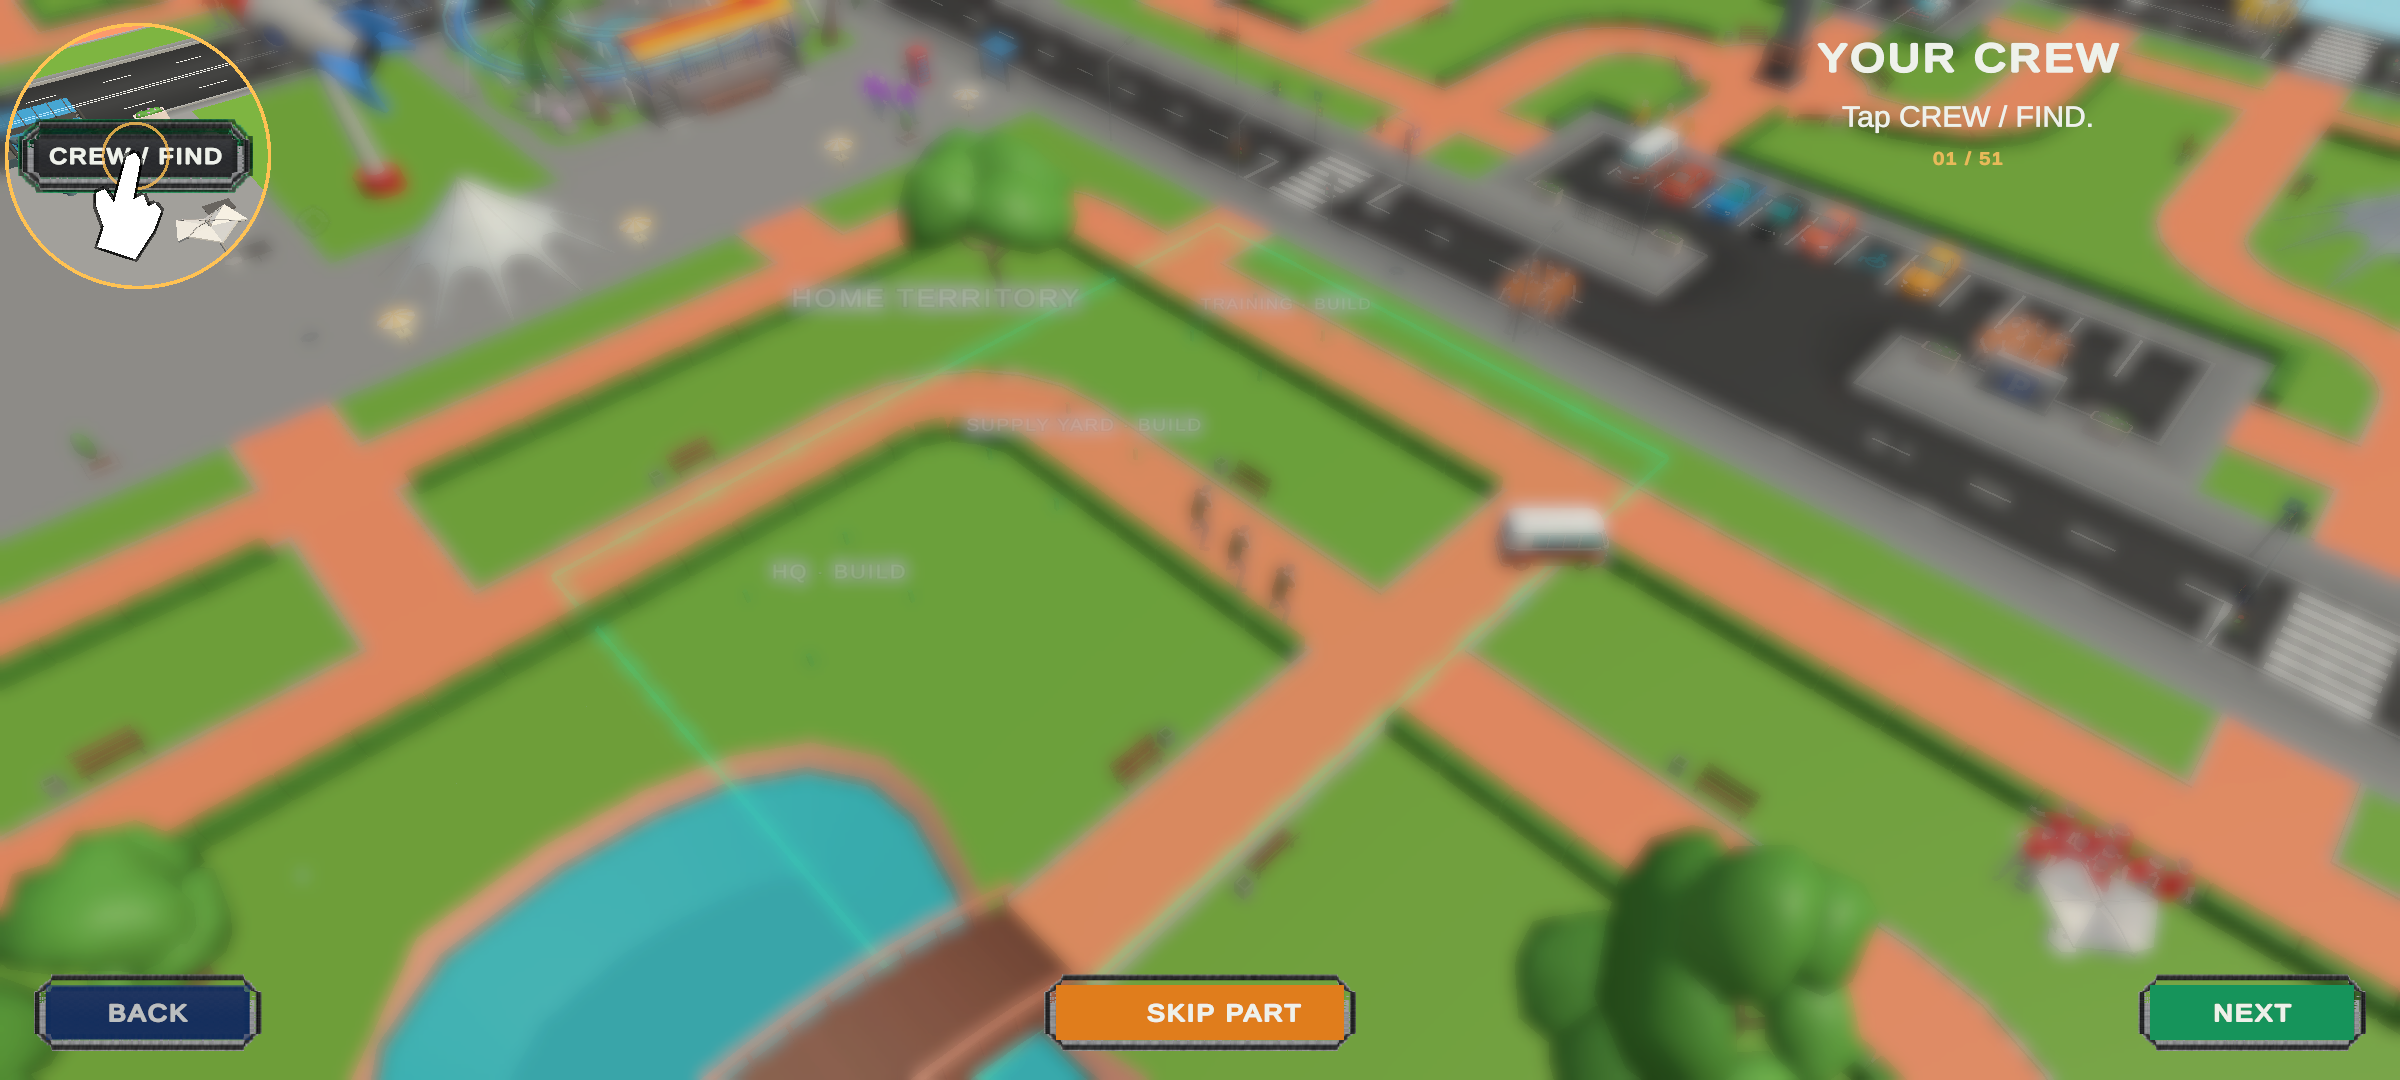 YOUR CREW
Tap CREW / FIND.
01 / 51
CREW / FIND
HOME TERRITORY
TRAINING · BUILD
SUPPLY YARD · BUILD
HQ · BUILD
BACK
SKIP PART
NEXT